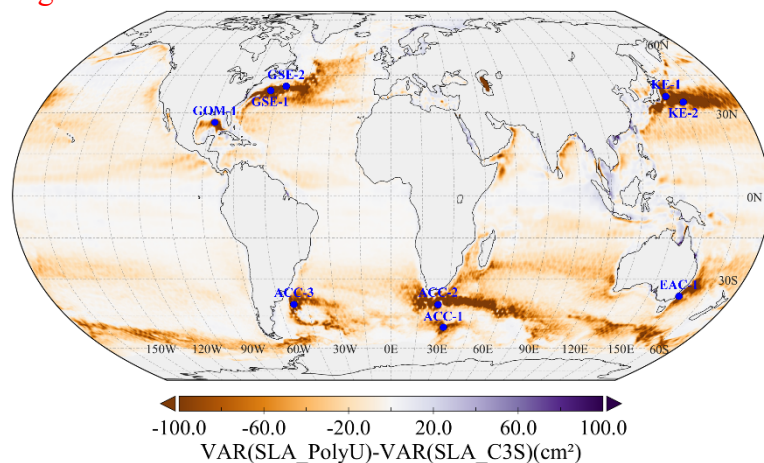 g
60N
GSE-2
KE-1
GSE-1
KE-2
GOM-1
30N
0N
30S
EAC-1
ACC-3
ACC-2
ACC-1
150W 120W 90W 60W 30W 0E 30E 60E 90E 120E 150E 60S
-100.0 -60.0 -20.0 20.0 60.0 100.0
VAR(SLA_PolyU)-VAR(SLA_C3S)(cm²)